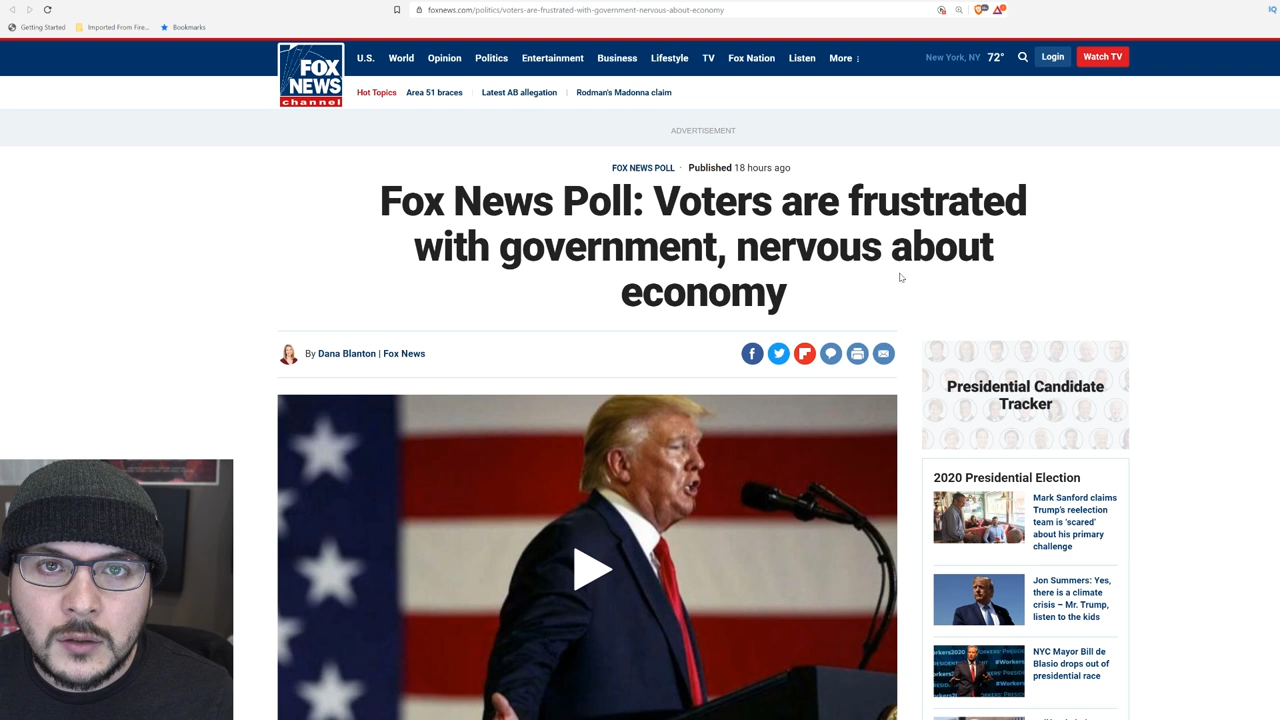 foxnews.com/politics/voters-are-frustrated-with-government-nervous-about-economy
Getting Started Imported From Fire... Bookmarks
IQ
FOX
NEWS
channel
U.S. World Opinion Politics Entertainment Business Lifestyle TV Fox Nation Listen More
New York, NY 72° Login Watch TV
Hot Topics Area 51 braces Latest AB allegation Rodman's Madonna claim
ADVERTISEMENT
FOX NEWS POLL · Published 18 hours ago
Fox News Poll: Voters are frustrated
with government, nervous about
economy
By Dana Blanton | Fox News
Presidential Candidate
Tracker
2020 Presidential Election
Mark Sanford claims
Trump's reelection
team is 'scared'
about his primary
challenge
Jon Summers: Yes,
there is a climate
crisis – Mr. Trump,
listen to the kids
NYC Mayor Bill de
Blasio drops out of
presidential race